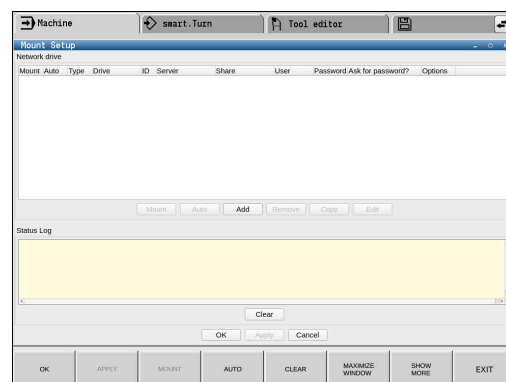 Machine smart.Turn Tool editor
Mount Setup
Network drive
Mount Auto Type Drive ID Server Share User Password Ask for password? Options
Mount Auto Add Remove Copy Edit
Status Log
Clear
OK Apply Cancel
OK APPLY MOUNT AUTO CLEAR MAXIMIZE WINDOW SHOW MORE EXIT